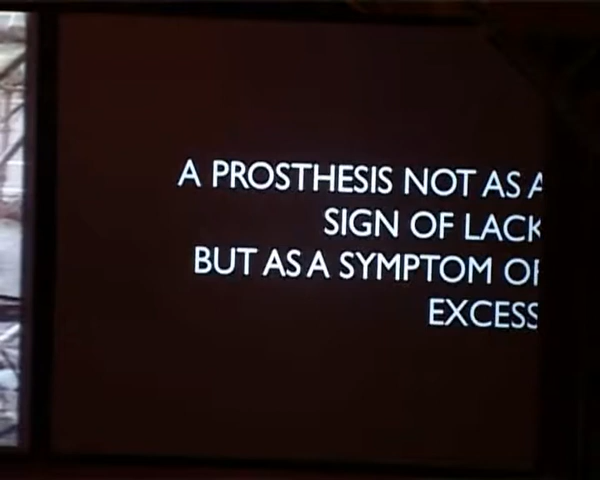 A PROSTHESIS NOT AS A
SIGN OF LACK
BUT AS A SYMPTOM OF
EXCESS